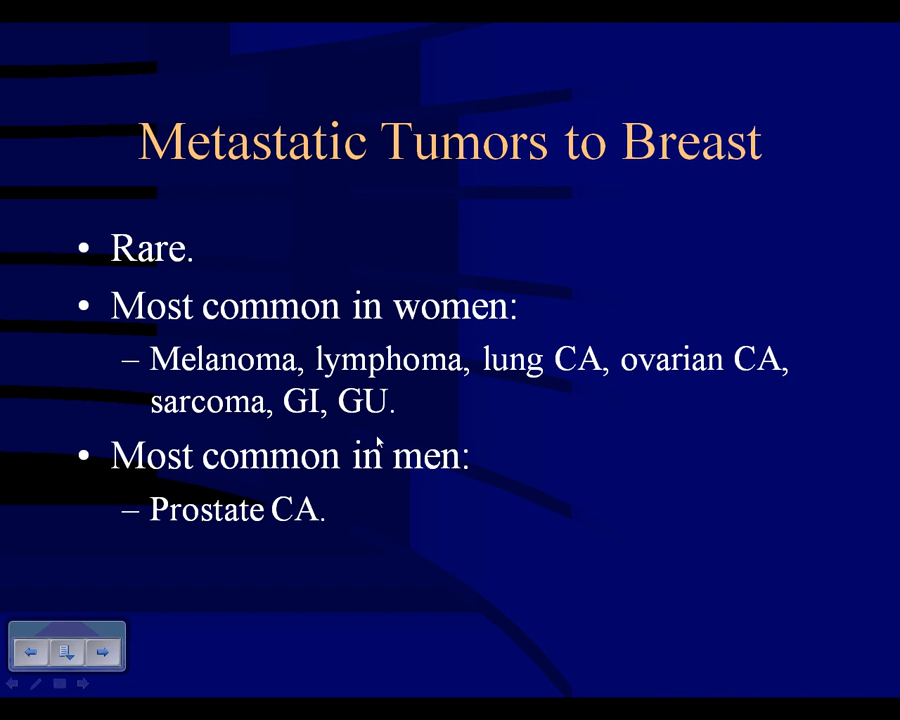 Metastatic Tumors to Breast
• Rare.
• Most common in women:
– Melanoma, lymphoma, lung CA, ovarian CA,
sarcoma, GI, GU.
• Most common in men:
– Prostate CA.